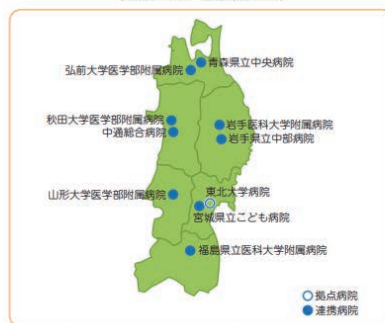 青森県立中央病院
弘前大学医学部附属病院
秋田大学医学部附属病院
中通総合病院
岩手医科大学附属病院
岩手県立中部病院
山形大学医学部附属病院
東北大学病院
宮城県立こども病院
福島県立医科大学附属病院
拠点病院
連携病院